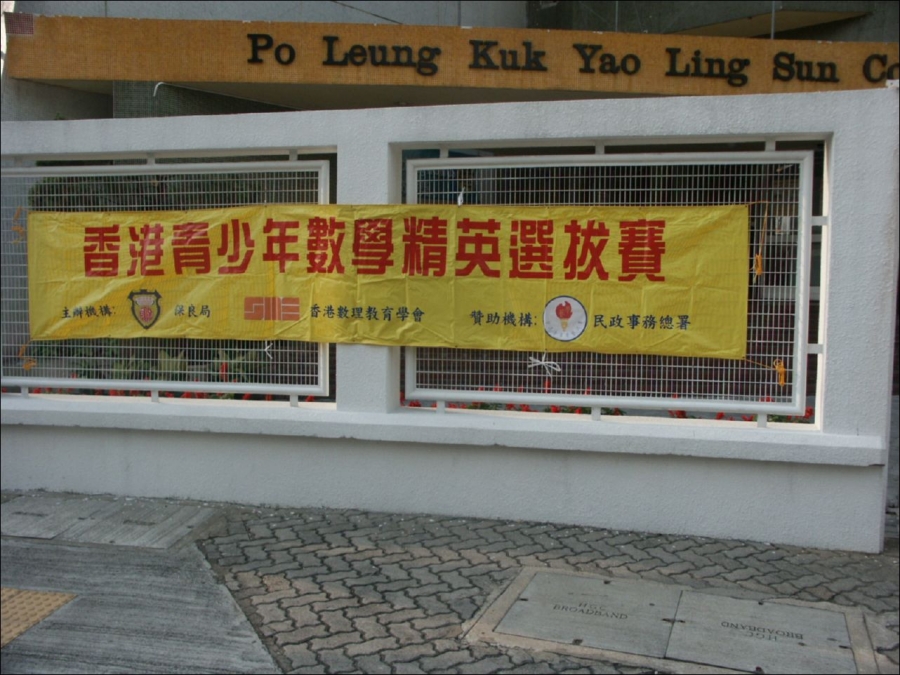 Po Leung Kuk Yao Ling Sun Co
香港青少年數學精英選拔賽
主辦機構: 保良局 SME 香港數理教育學會 贊助機構: 民政事務總署
HGC
BROADBAND
HGC
BROADBAND